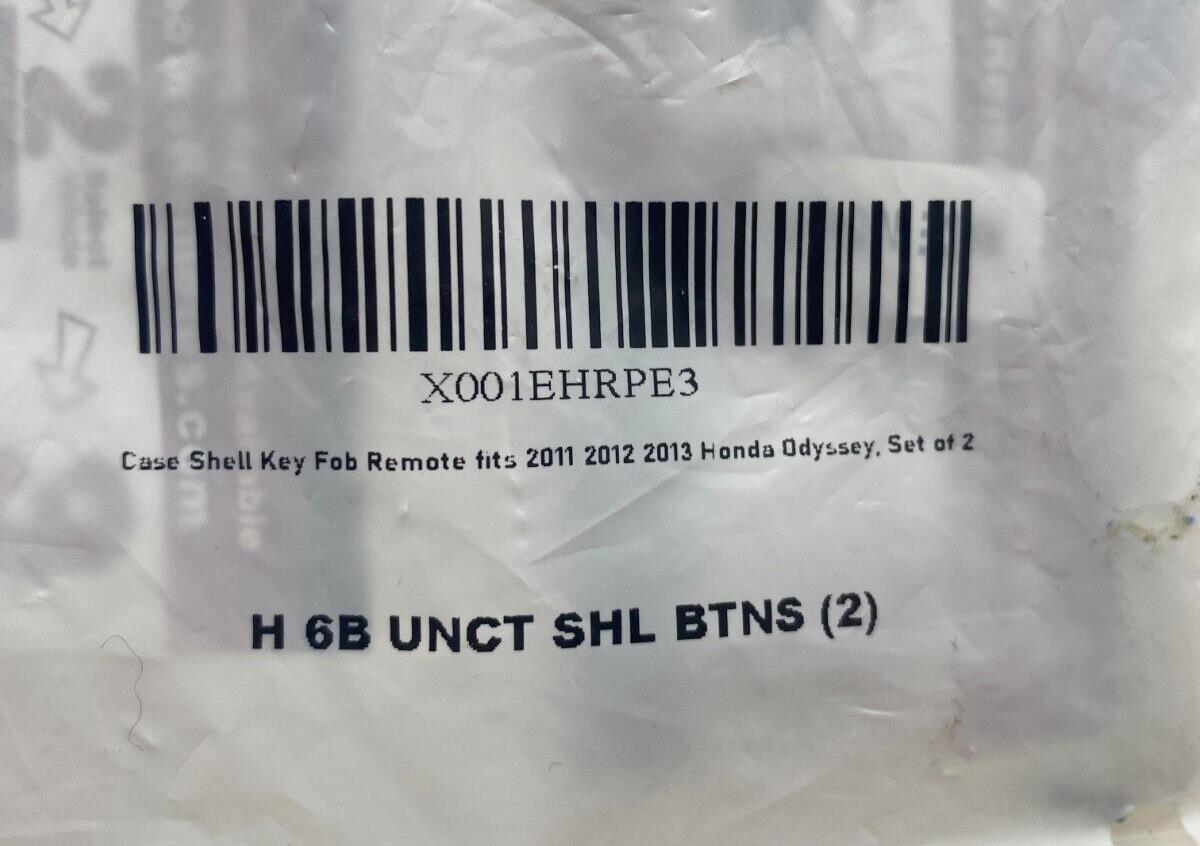 X001EHRPE3
Case Shell Key Fob Remote fits 2011 2012 2013 Honda Odyssey, Set of 2
H 6B UNCT SHL BTNS (2)